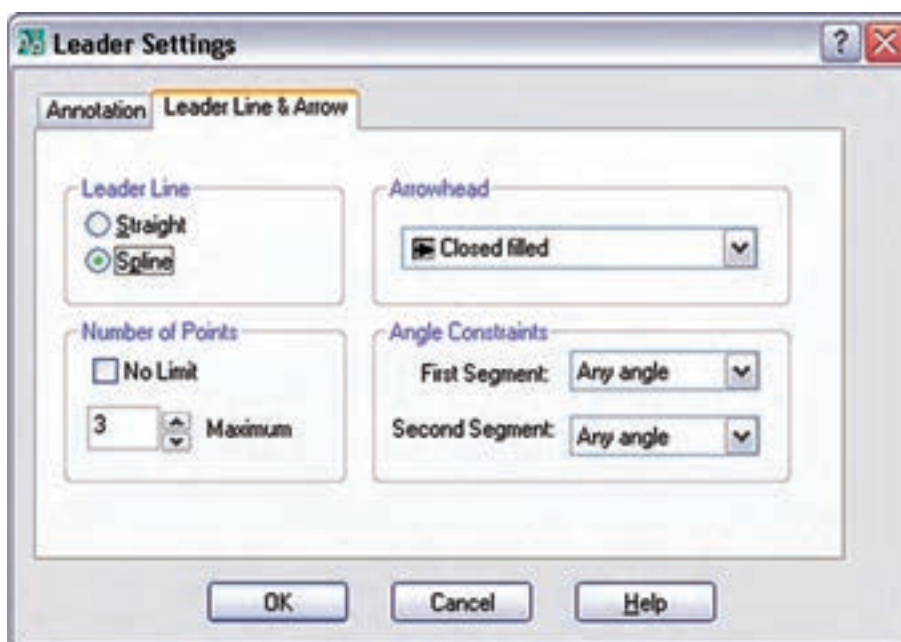 Leader Settings
Annotation
Leader Line & Arrow
Leader Line
Straight
Spline
Arrowhead
Closed filled
Number of Points
No Limit
3
Maximum
Angle Constraints
First Segment: Any angle
Second Segment: Any angle
OK
Cancel
Help